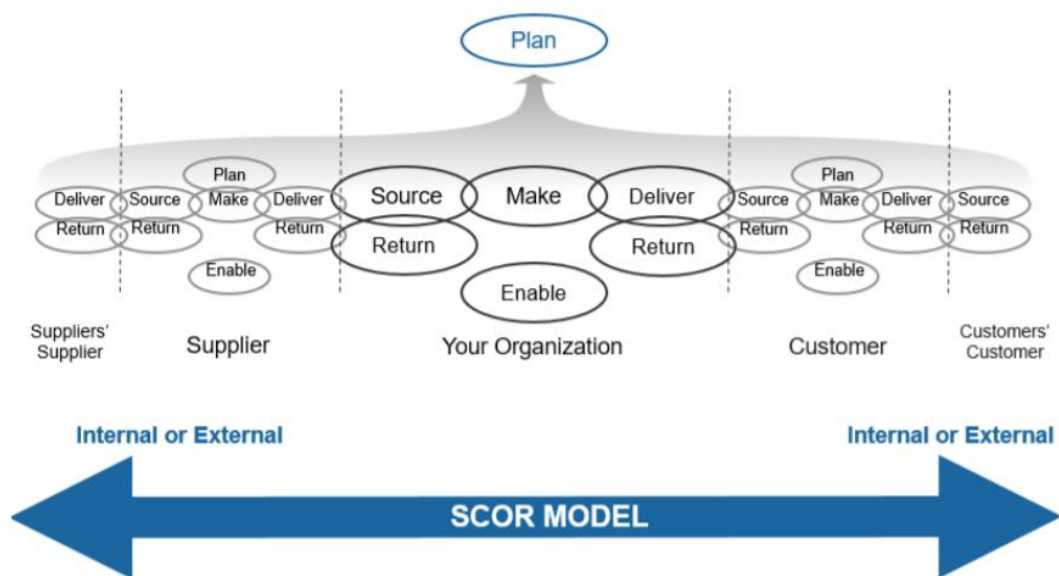 Plan
Plan
Plan
Deliver
Source
Make
Deliver
Source
Make
Deliver
Source
Make
Deliver
Source
Return
Return
Return
Return
Return
Return
Return
Return
Enable
Enable
Enable
Suppliers’
Supplier
Supplier
Your Organization
Customer
Customers’
Customer
Internal or External
Internal or External
SCOR MODEL